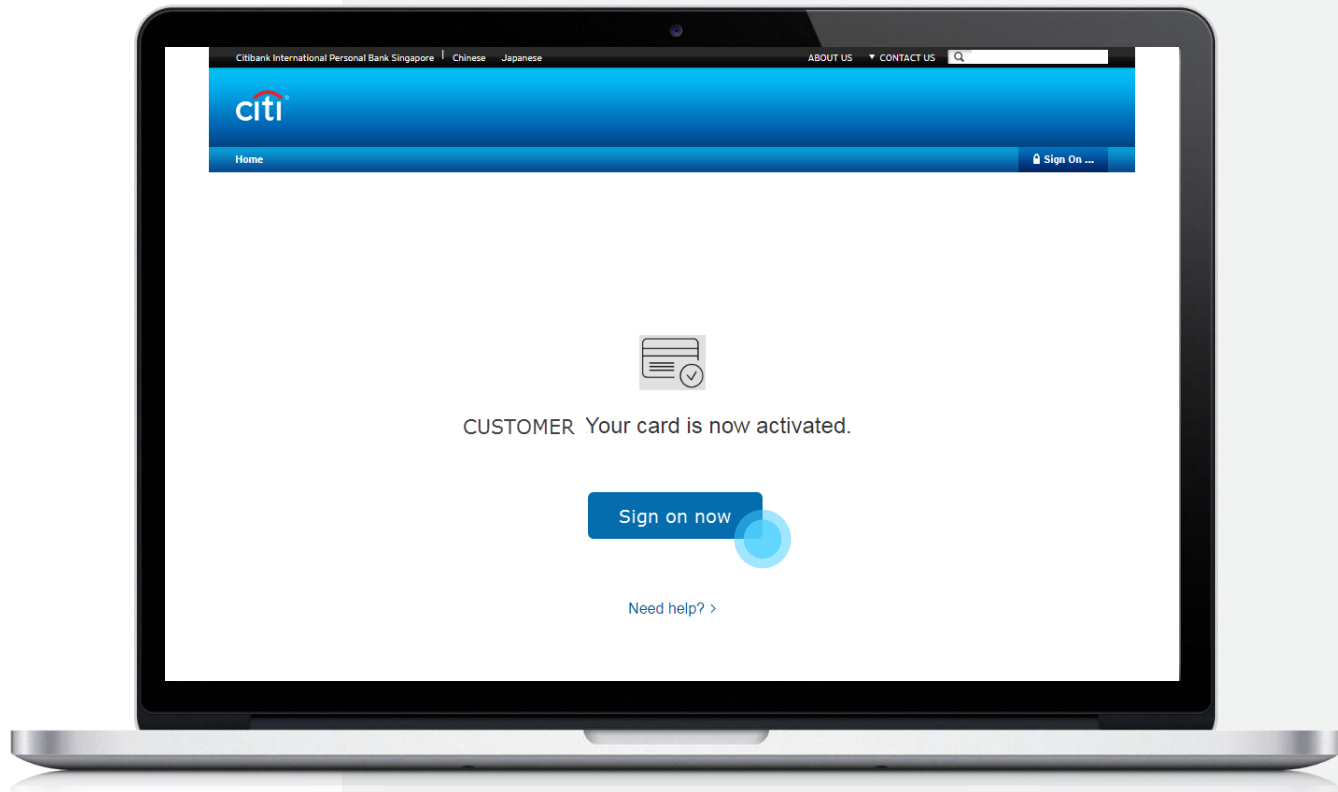 Citibank International Personal Bank Singapore | Chinese Japanese ABOUT US ▼ CONTACT US
citi®
Home Sign On ...
CUSTOMER Your card is now activated.
Sign on now
Need help? >